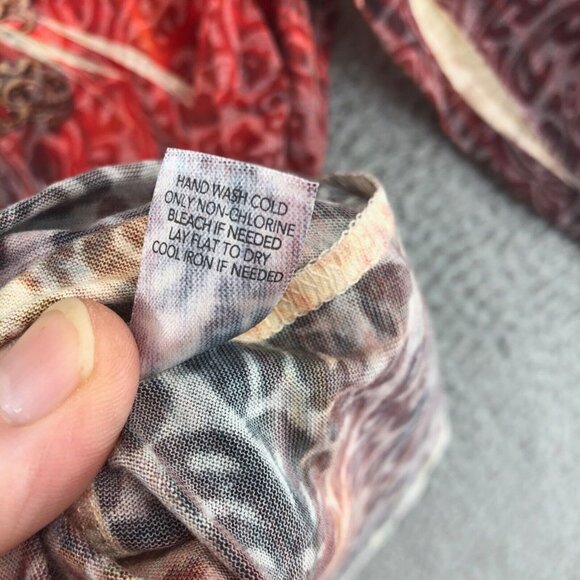 HAND WASH COLD
ONLY NON-CHLORINE
BLEACH IF NEEDED
LAY FLAT TO DRY
COOL IRON IF NEEDED